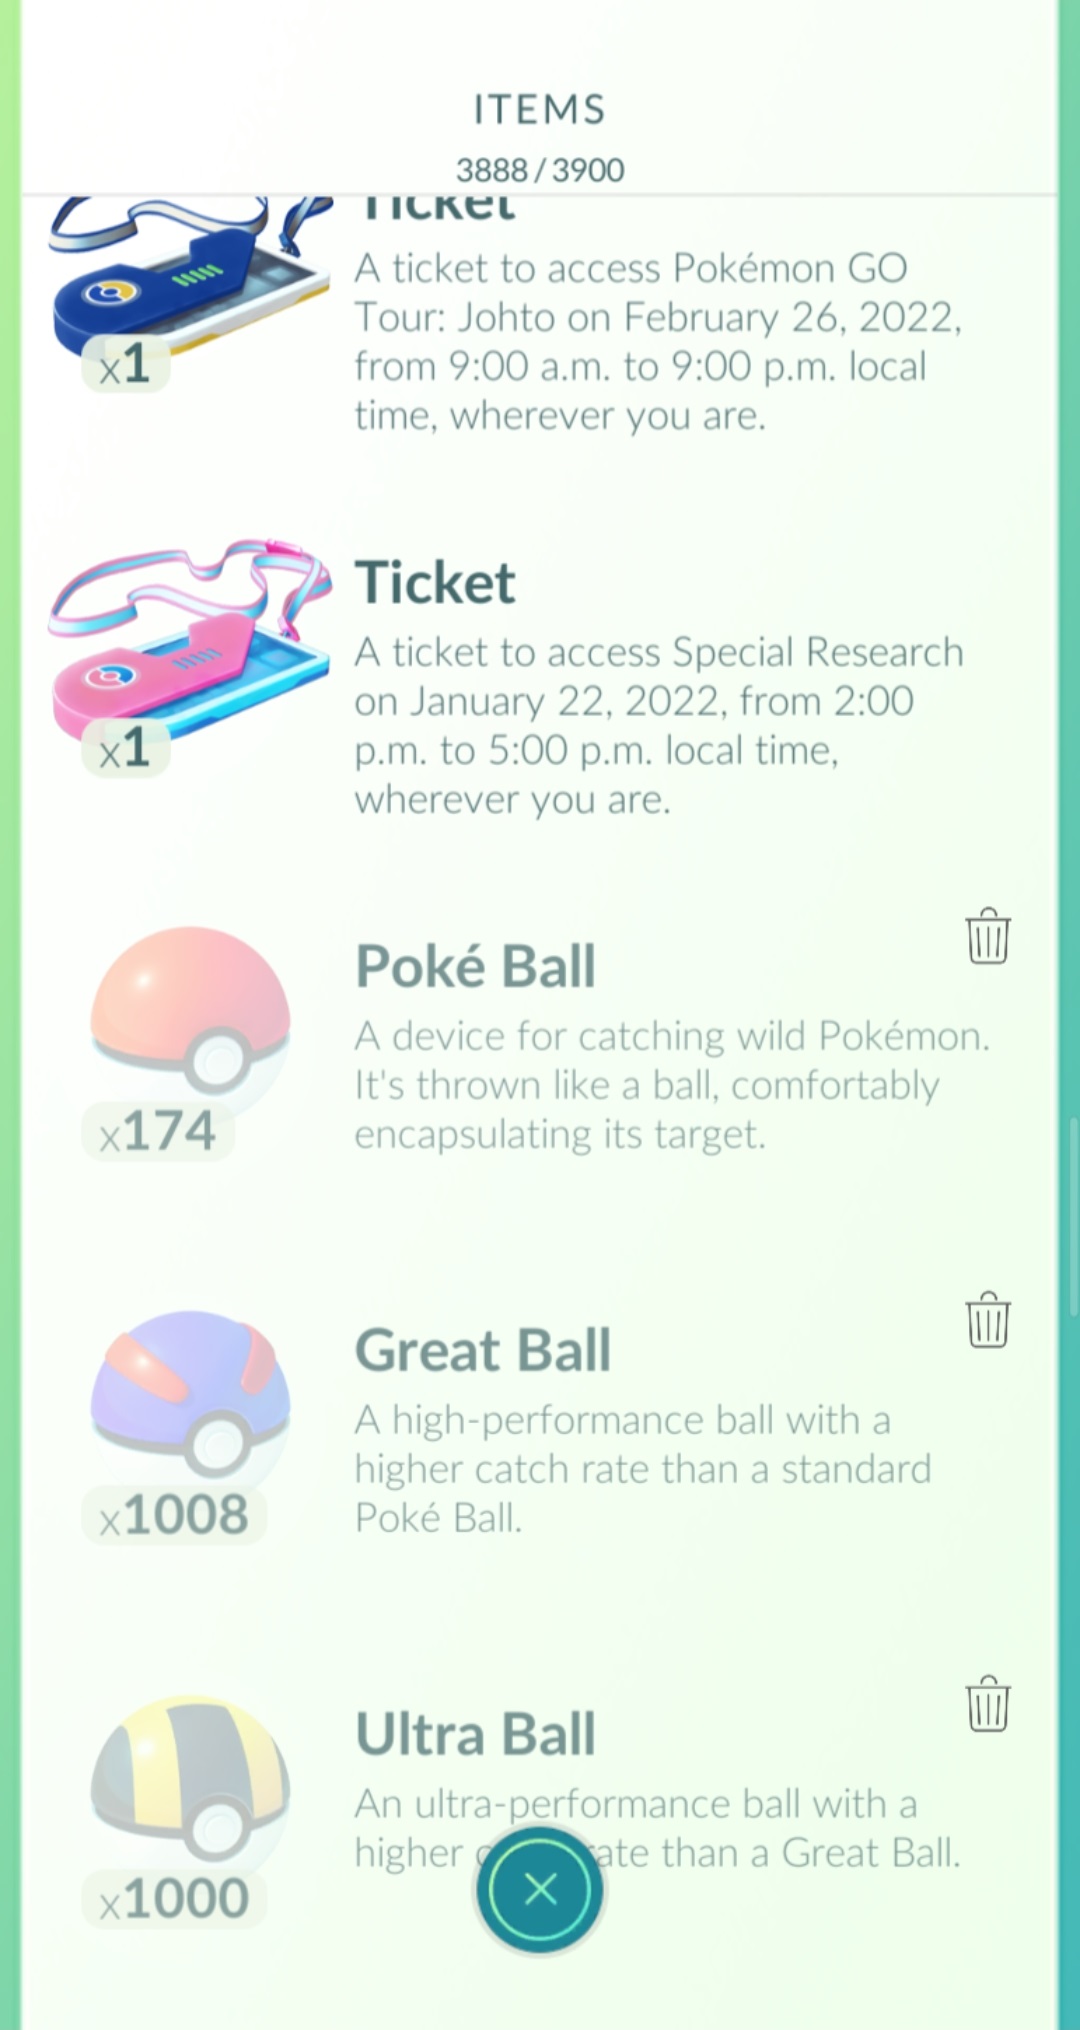 ITEMS
3888 / 3900
Ticket
A ticket to access Pokémon GO
Tour: Johto on February 26, 2022,
from 9:00 a.m. to 9:00 p.m. local
time, wherever you are.
x1
Ticket
A ticket to access Special Research
on January 22, 2022, from 2:00
p.m. to 5:00 p.m. local time,
wherever you are.
x1
Poké Ball
A device for catching wild Pokémon.
It's thrown like a ball, comfortably
encapsulating its target.
x174
Great Ball
A high-performance ball with a
higher catch rate than a standard
Poké Ball.
x1008
Ultra Ball
An ultra-performance ball with a
higher rate than a Great Ball.
x1000